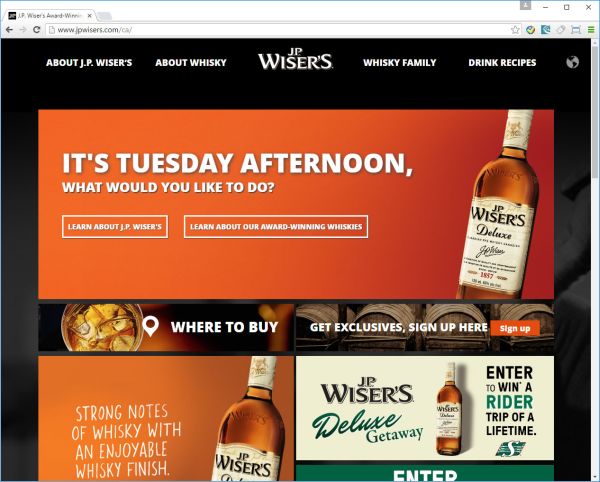 J.P. Wiser's Award-Winnin
www.jpwisers.com/ca/
ABOUT J.P. WISER'S
ABOUT WHISKY
J.P. WISER'S
WHISKY FAMILY
DRINK RECIPES
IT'S TUESDAY AFTERNOON,
WHAT WOULD YOU LIKE TO DO?
LEARN ABOUT J.P. WISER'S
LEARN ABOUT OUR AWARD-WINNING WHISKIES
J.P.
WISER'S
Deluxe
J.P. Wiser
1857
WHERE TO BUY
GET EXCLUSIVES, SIGN UP HERE
Sign up
STRONG NOTES
OF WHISKY WITH
AN ENJOYABLE
WHISKY FINISH.
J.P.
WISER'S
J.P.
WISER'S
Deluxe
Getaway
WISER'S
ENTER
TO WIN A
RIDER
TRIP OF A
LIFETIME.
S
ENTER